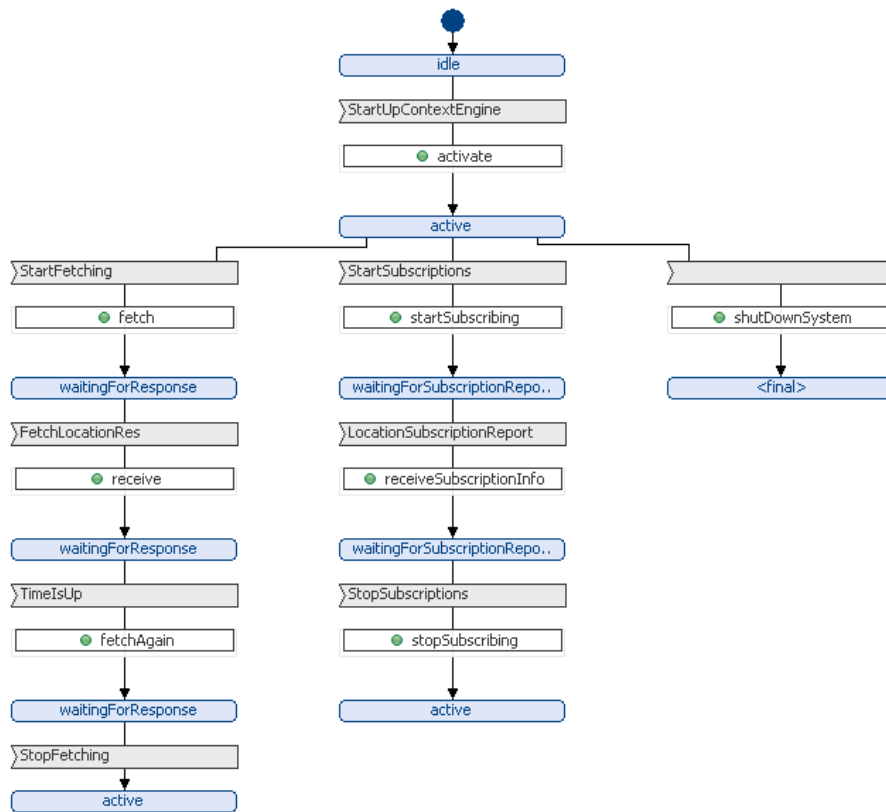 idle
StartUpContextEngine
activate
active
StartFetching
StartSubscriptions
fetch
startSubscribing
shutDownSystem
waitingForResponse
waitingForSubscriptionRepo..
<final>
FetchLocationRes
LocationSubscriptionReport
receive
receiveSubscriptionInfo
waitingForResponse
waitingForSubscriptionRepo..
TimeIsUp
StopSubscriptions
fetchAgain
stopSubscribing
waitingForResponse
active
StopFetching
active